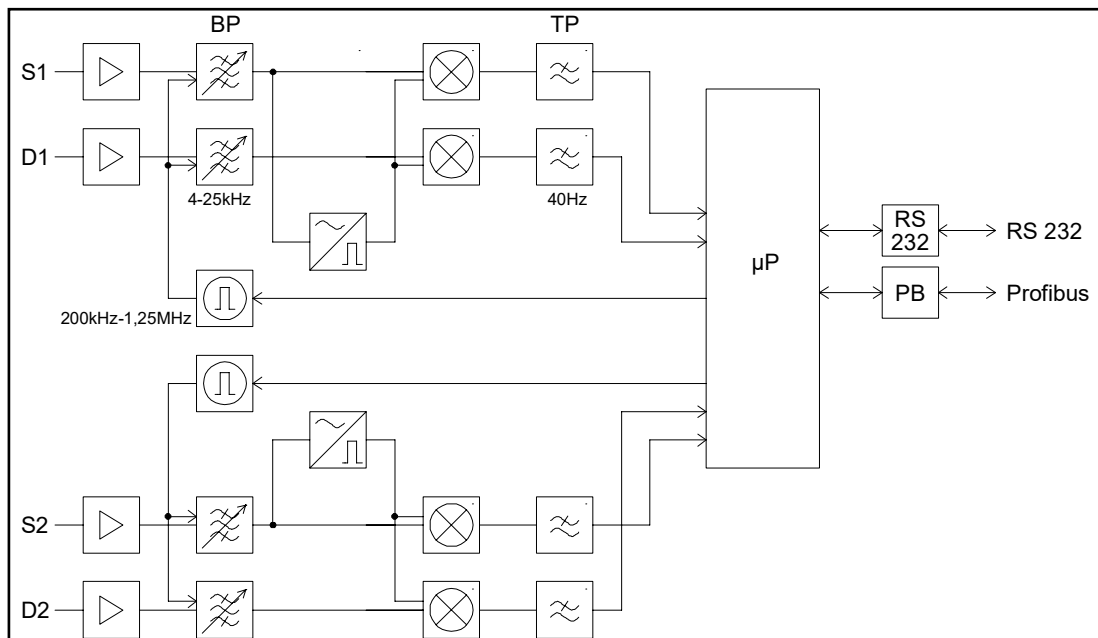 BP
TP
S1
D1
4-25kHz
40Hz
µP
RS
232
RS 232
PB
Profibus
200kHz-1,25MHz
S2
D2